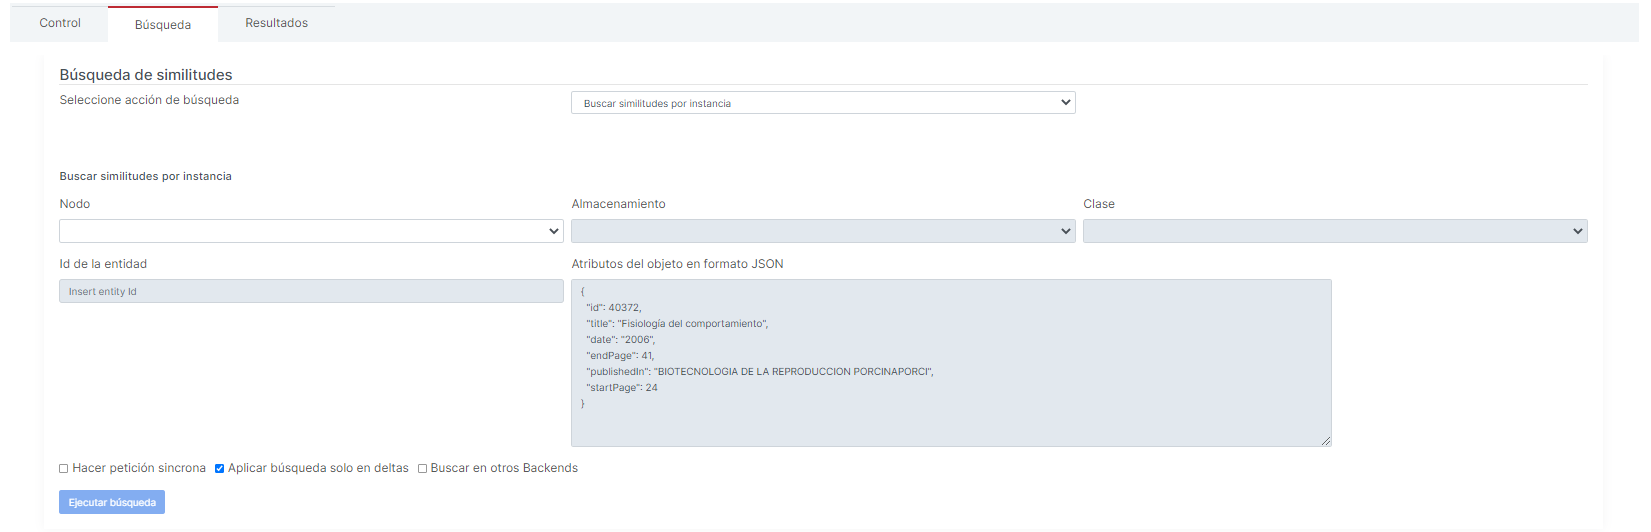 Control Búsqueda Resultados
Búsqueda de similitudes
Seleccione acción de búsqueda
Buscar similitudes por instancia
Buscar similitudes por instancia
Nodo
Almacenamiento
Clase
Id de la entidad
Insert entity Id
Atributos del objeto en formato JSON
{
"id": 40372,
"title": "Fisiología del comportamiento",
"date": "2006",
"endPage": 41,
"publishedIn": "BIOTECNOLOGIA DE LA REPRODUCCION PORCINAPORCI",
"startPage": 24
}
Hacer petición sincrona Aplicar búsqueda solo en deltas Buscar en otros Backends
Ejecutar búsqueda